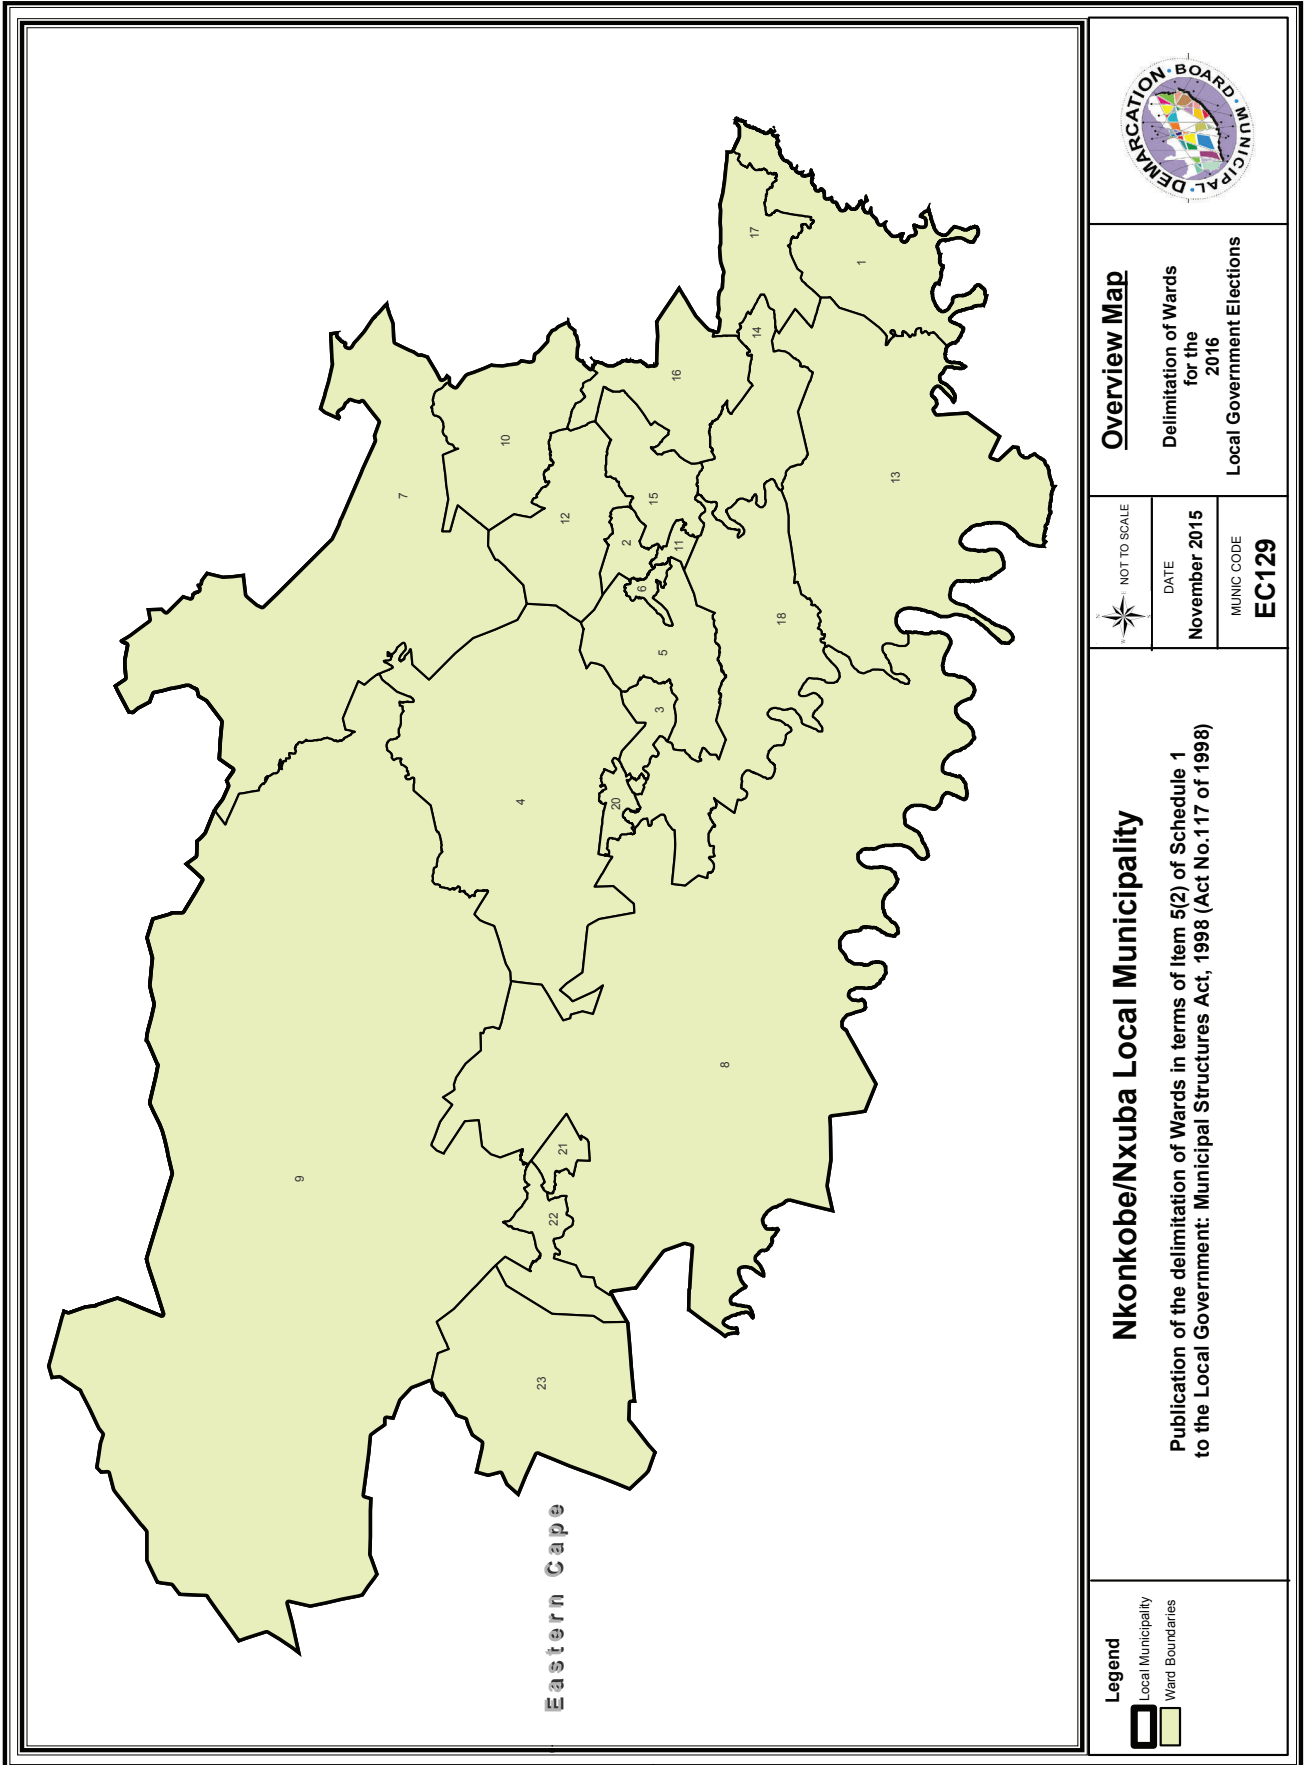 Eastern Cape
9
7
10
4
12
16
17
1
14
15
2
11
6
5
3
20
18
13
8
21
22
23
Legend
Local Municipality
Ward Boundaries
Nkonkobe/Nxuba Local Municipality
Publication of the delimitation of Wards in terms of Item 5(2) of Schedule 1
to the Local Government: Municipal Structures Act, 1998 (Act No.117 of 1998)
N
W
E
S
NOT TO SCALE
DATE
November 2015
MUNIC CODE
EC129
Overview Map
Delimitation of Wards
for the
2016
Local Government Elections
MUNICIPAL · DEMARCATION · BOARD ·